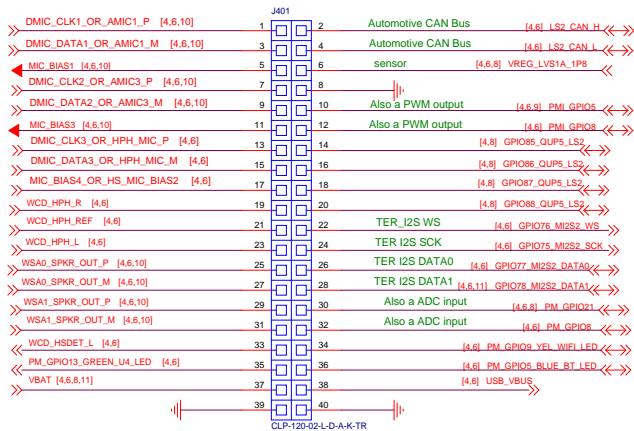 J401
DMIC_CLK1_OR_AMIC1_P [4,6,10] 1 2 Automotive CAN Bus [4,6] LS2_CAN_H
DMIC_DATA1_OR_AMIC1_M [4,6,10] 3 4 Automotive CAN Bus [4,6] LS2_CAN_L
MIC_BIAS1 [4,6,10] 5 6 sensor [4,6,8] VREG_LVS1A_1P8
DMIC_CLK2_OR_AMIC3_P [4,6,10] 7 8
DMIC_DATA2_OR_AMIC3_M [4,6,10] 9 10 Also a PWM output [4,6,9] PMI_GPIO5
MIC_BIAS3 [4,6,10] 11 12 Also a PWM output [4,6] PMI_GPIO8
DMIC_CLK3_OR_HPH_MIC_P [4,6] 13 14 [4,8] GPIO85_QUP5_LS2
DMIC_DATA3_OR_HPH_MIC_M [4,6] 15 16 [4,8] GPIO86_QUP5_LS2
MIC_BIAS4_OR_HS_MIC_BIAS2 [4,6] 17 18 [4,8] GPIO87_QUP5_LS2
WCD_HPH_R [4,6] 19 20 [4,8] GPIO88_QUP5_LS2
WCD_HPH_REF [4,6] 21 22 TER_I2S WS [4,6] GPIO76_MI2S2_WS
WCD_HPH_L [4,6] 23 24 TER I2S SCK [4,6] GPIO75_MI2S2_SCK
WSA0_SPKR_OUT_P [4,6,10] 25 26 TER I2S DATA0 [4,6] GPIO77_MI2S2_DATA0
WSA0_SPKR_OUT_M [4,6,10] 27 28 TER I2S DATA1 [4,6,11] GPIO78_MI2S2_DATA1
WSA1_SPKR_OUT_P [4,6,10] 29 30 Also a ADC input [4,6,8] PM_GPIO21
WSA1_SPKR_OUT_M [4,6,10] 31 32 Also a ADC input [4,6] PM_GPIO8
WCD_HSDET_L [4,6] 33 34 [4,6] PM_GPIO9_YEL_WIFI_LED
PM_GPIO13_GREEN_U4_LED [4,6] 35 36 [4,6] PM_GPIO5_BLUE_BT_LED
VBAT [4,6,8,11] 37 38 [4,6] USB_VBUS
39 40
CLP-120-02-L-D-A-K-TR